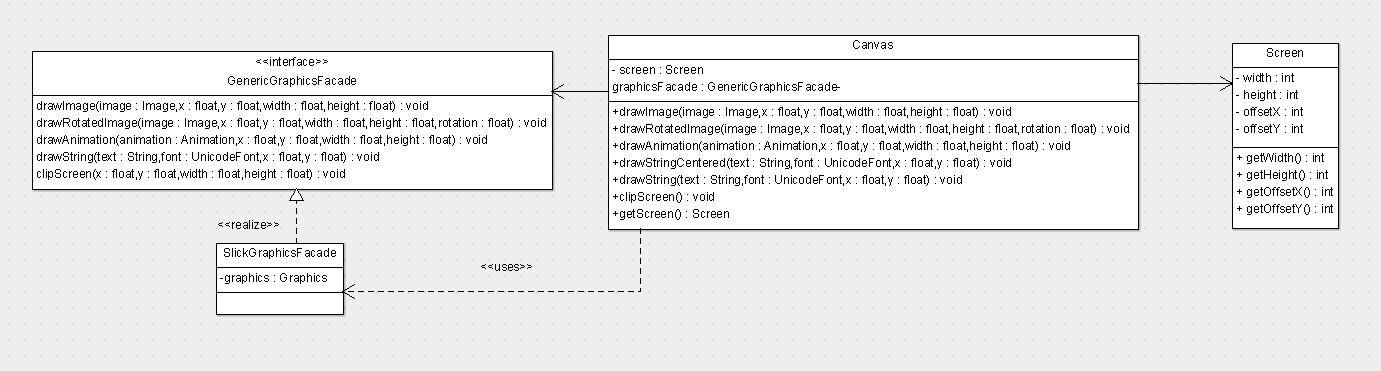 <<interface>>
GenericGraphicsFacade
drawImage(image : Image,x : float,y : float,width : float,height : float) : void
drawRotatedImage(image : Image,x : float,y : float,width : float,height : float,rotation : float) : void
drawAnimation(animation : Animation,x : float,y : float,width : float,height : float) : void
drawString(text : String,font : UnicodeFont,x : float,y : float) : void
clipScreen(x : float,y : float,width : float,height : float) : void
<<realize>>
SlickGraphicsFacade
-graphics : Graphics
<<uses>>
Canvas
- screen : Screen
graphicsFacade : GenericGraphicsFacade-
+drawImage(image : Image,x : float,y : float,width : float,height : float) : void
+drawRotatedImage(image : Image,x : float,y : float,width : float,height : float,rotation : float) : void
+drawAnimation(animation : Animation,x : float,y : float,width : float,height : float) : void
+drawStringCentered(text : String,font : UnicodeFont,x : float,y : float) : void
+drawString(text : String,font : UnicodeFont,x : float,y : float) : void
+clipScreen() : void
+getScreen() : Screen
Screen
- width : int
- height : int
- offsetX : int
- offsetY : int
+ getWidth() : int
+ getHeight() : int
+ getOffsetX() : int
+ getOffsetY() : int